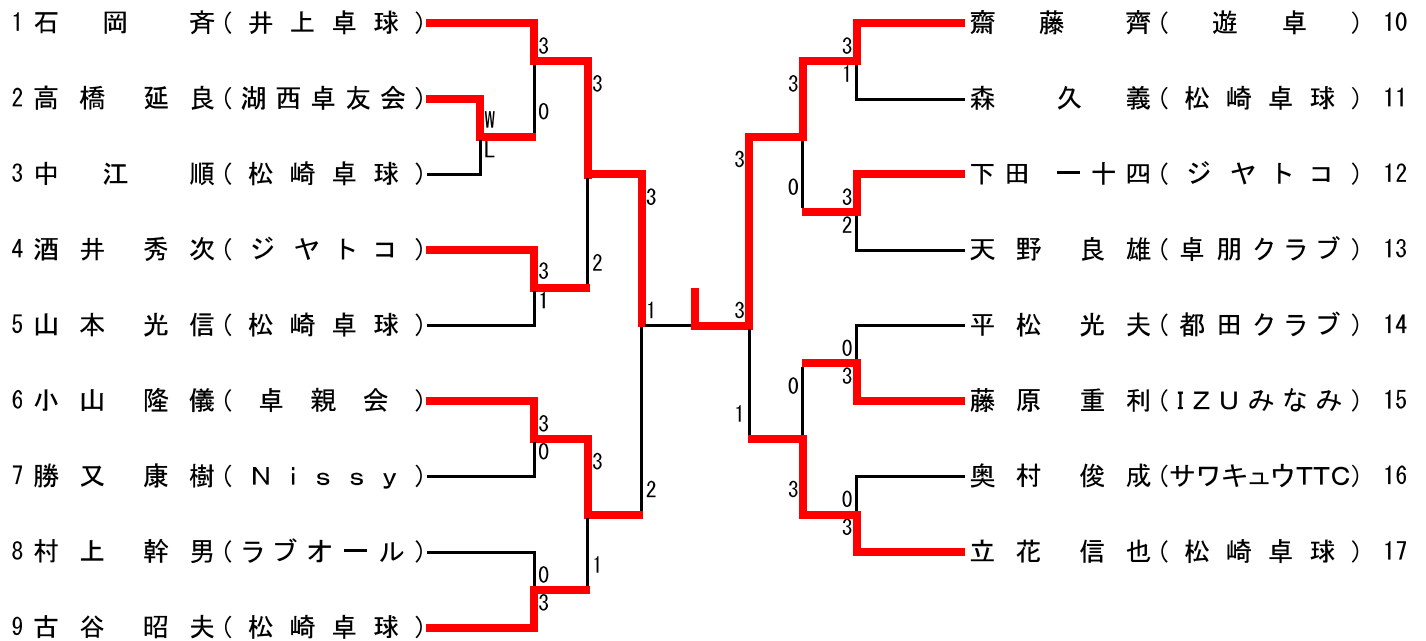 1 石岡 斉(井上卓球)
2 高橋 延良(湖西卓友会)
3 中江 順(松崎卓球)
4 酒井 秀次(ジヤトコ)
5 山本 光信(松崎卓球)
6 小山 隆儀(卓親会)
7 勝又 康樹(Nissy)
8 村上 幹男(ラブオール)
9 古谷 昭夫(松崎卓球)
3
0
W
L
3
1
3
0
0
3
3
2
3
1
3
2
1
3
3
1
3
0
3
1
3
2
0
3
0
3
0
3
齋藤 齊(遊卓) 10
森 久義(松崎卓球) 11
下田 一十四(ジヤトコ) 12
天野 良雄(卓朋クラブ) 13
平松 光夫(都田クラブ) 14
藤原 重利(IZUみなみ) 15
奥村 俊成(サワキュウTTC) 16
立花 信也(松崎卓球) 17